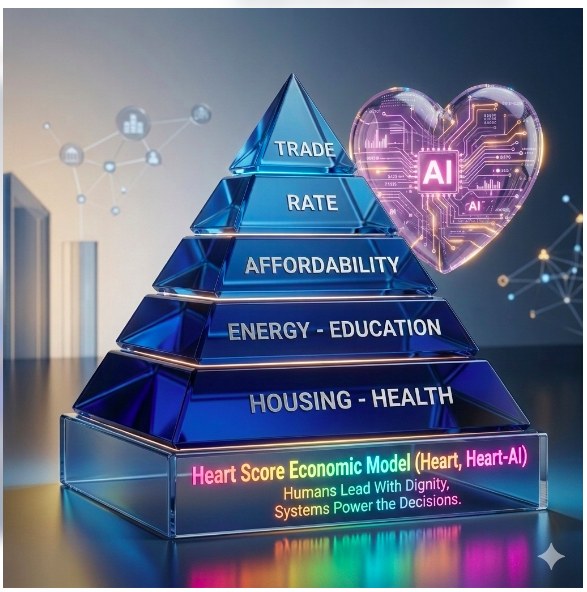 TRADE
RATE
AFFORDABILITY
ENERGY - EDUCATION
HOUSING - HEALTH
AI
AI
Heart Score Economic Model (Heart, Heart-AI)
Humans Lead With Dignity,
Systems Power the Decisions.